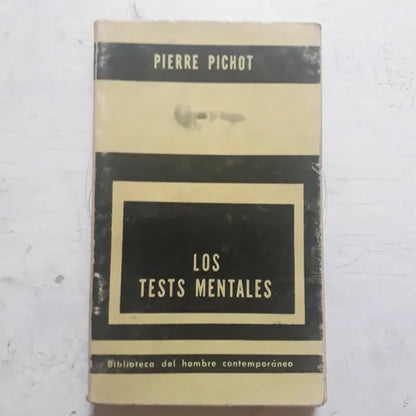 PIERRE PICHOT
LOS
TESTS MENTALES
Biblioteca del hombre contemporáneo